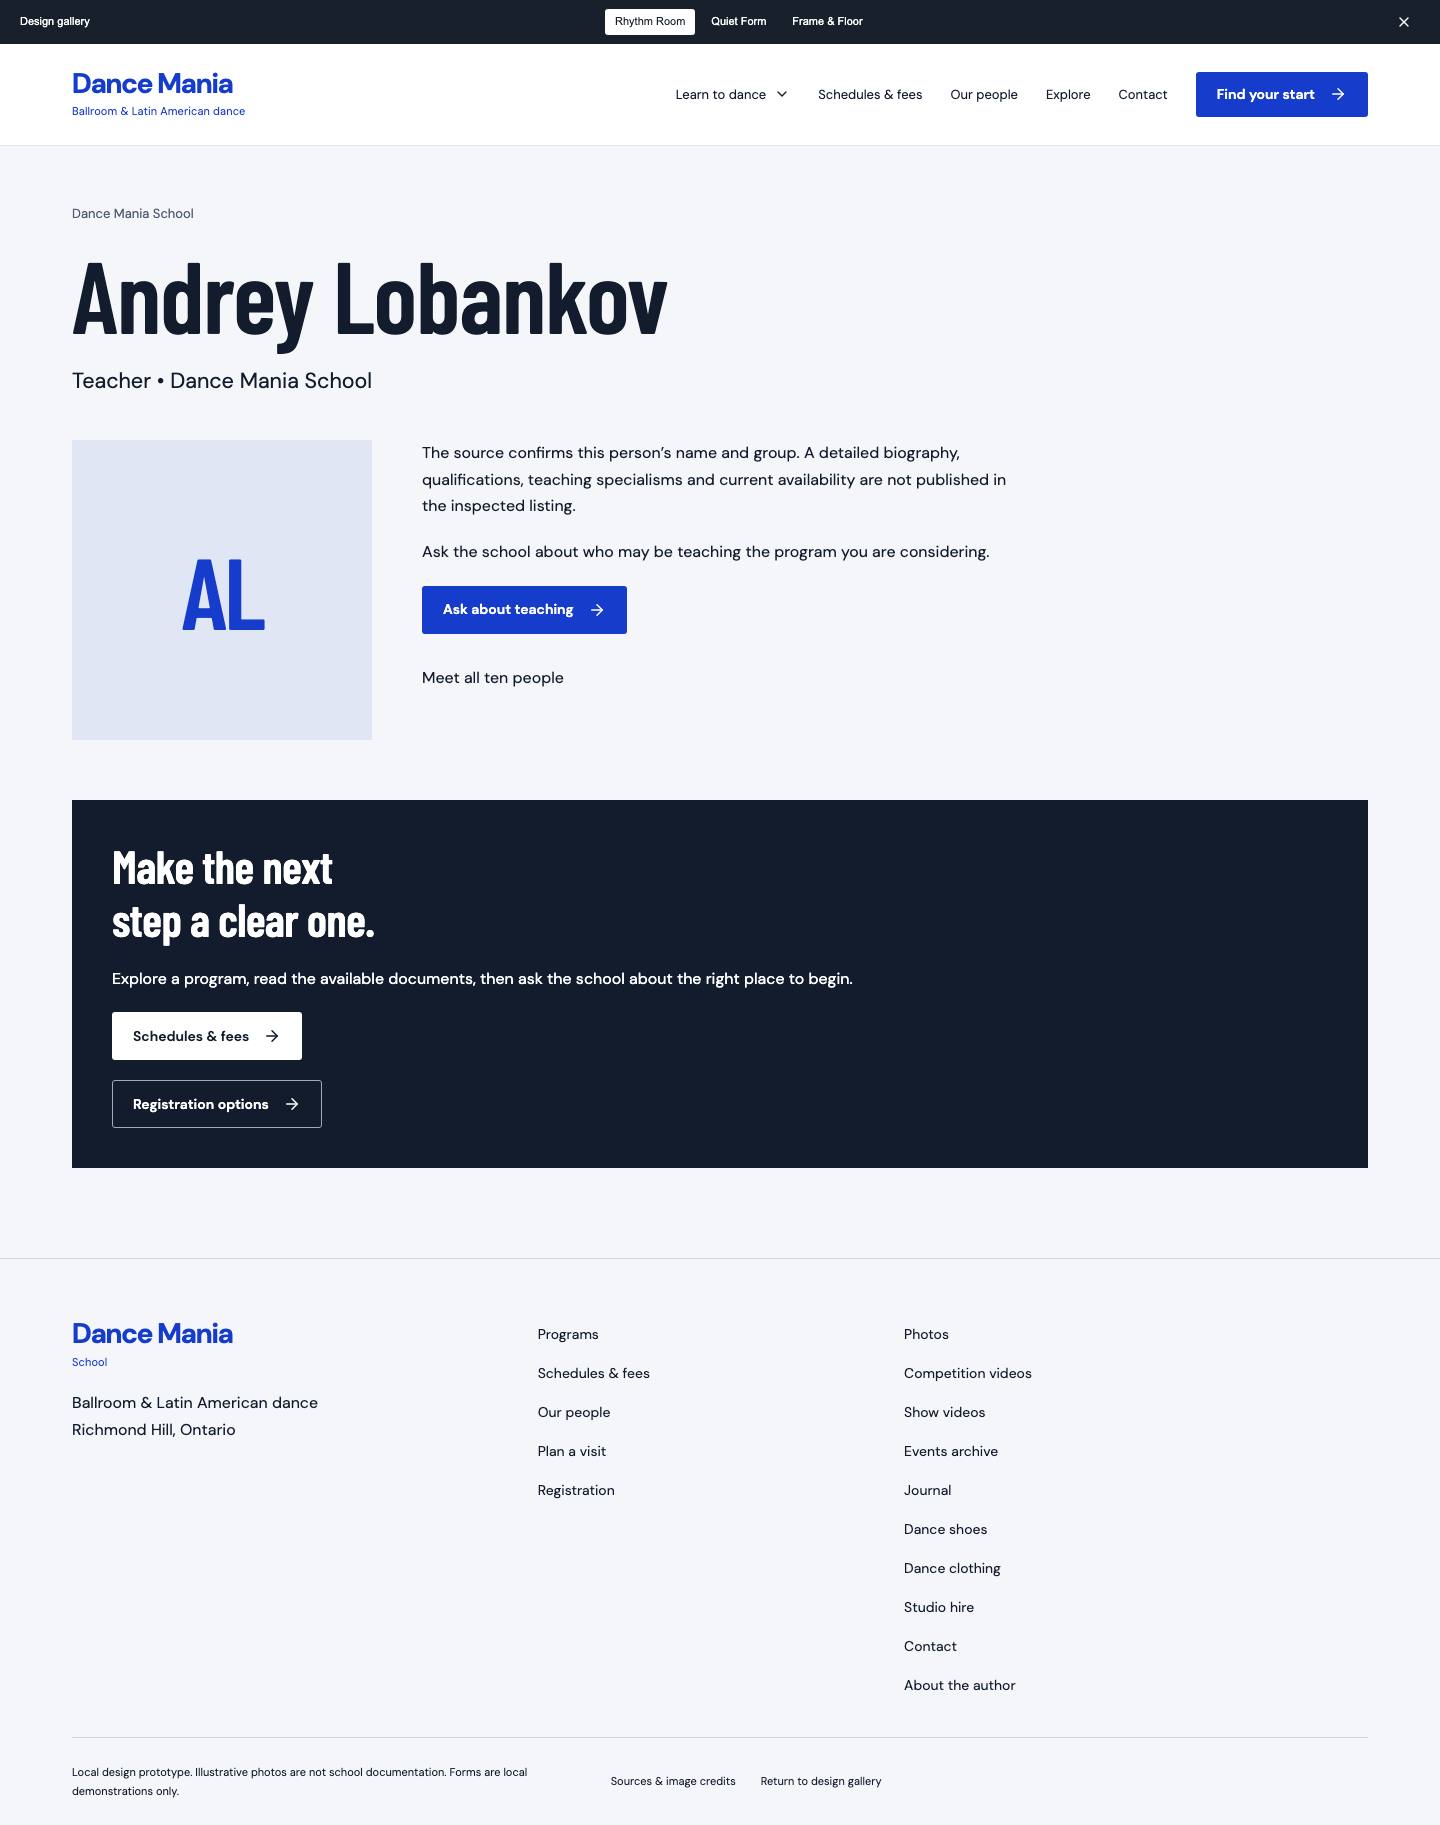 Design gallery
Rhythm Room
Quiet Form
Frame & Floor
Dance Mania
Ballroom & Latin American dance
Learn to dance
Schedules & fees
Our people
Explore
Contact
Find your start
Dance Mania School
Andrey Lobankov
Teacher • Dance Mania School
AL
The source confirms this person’s name and group. A detailed biography,
qualifications, teaching specialisms and current availability are not published in
the inspected listing.
Ask the school about who may be teaching the program you are considering.
Ask about teaching
Meet all ten people
Make the next
step a clear one.
Explore a program, read the available documents, then ask the school about the right place to begin.
Schedules & fees
Registration options
Dance Mania
School
Ballroom & Latin American dance
Richmond Hill, Ontario
Programs
Schedules & fees
Our people
Plan a visit
Registration
Photos
Competition videos
Show videos
Events archive
Journal
Dance shoes
Dance clothing
Studio hire
Contact
About the author
Local design prototype. Illustrative photos are not school documentation. Forms are local
demonstrations only.
Sources & image credits
Return to design gallery